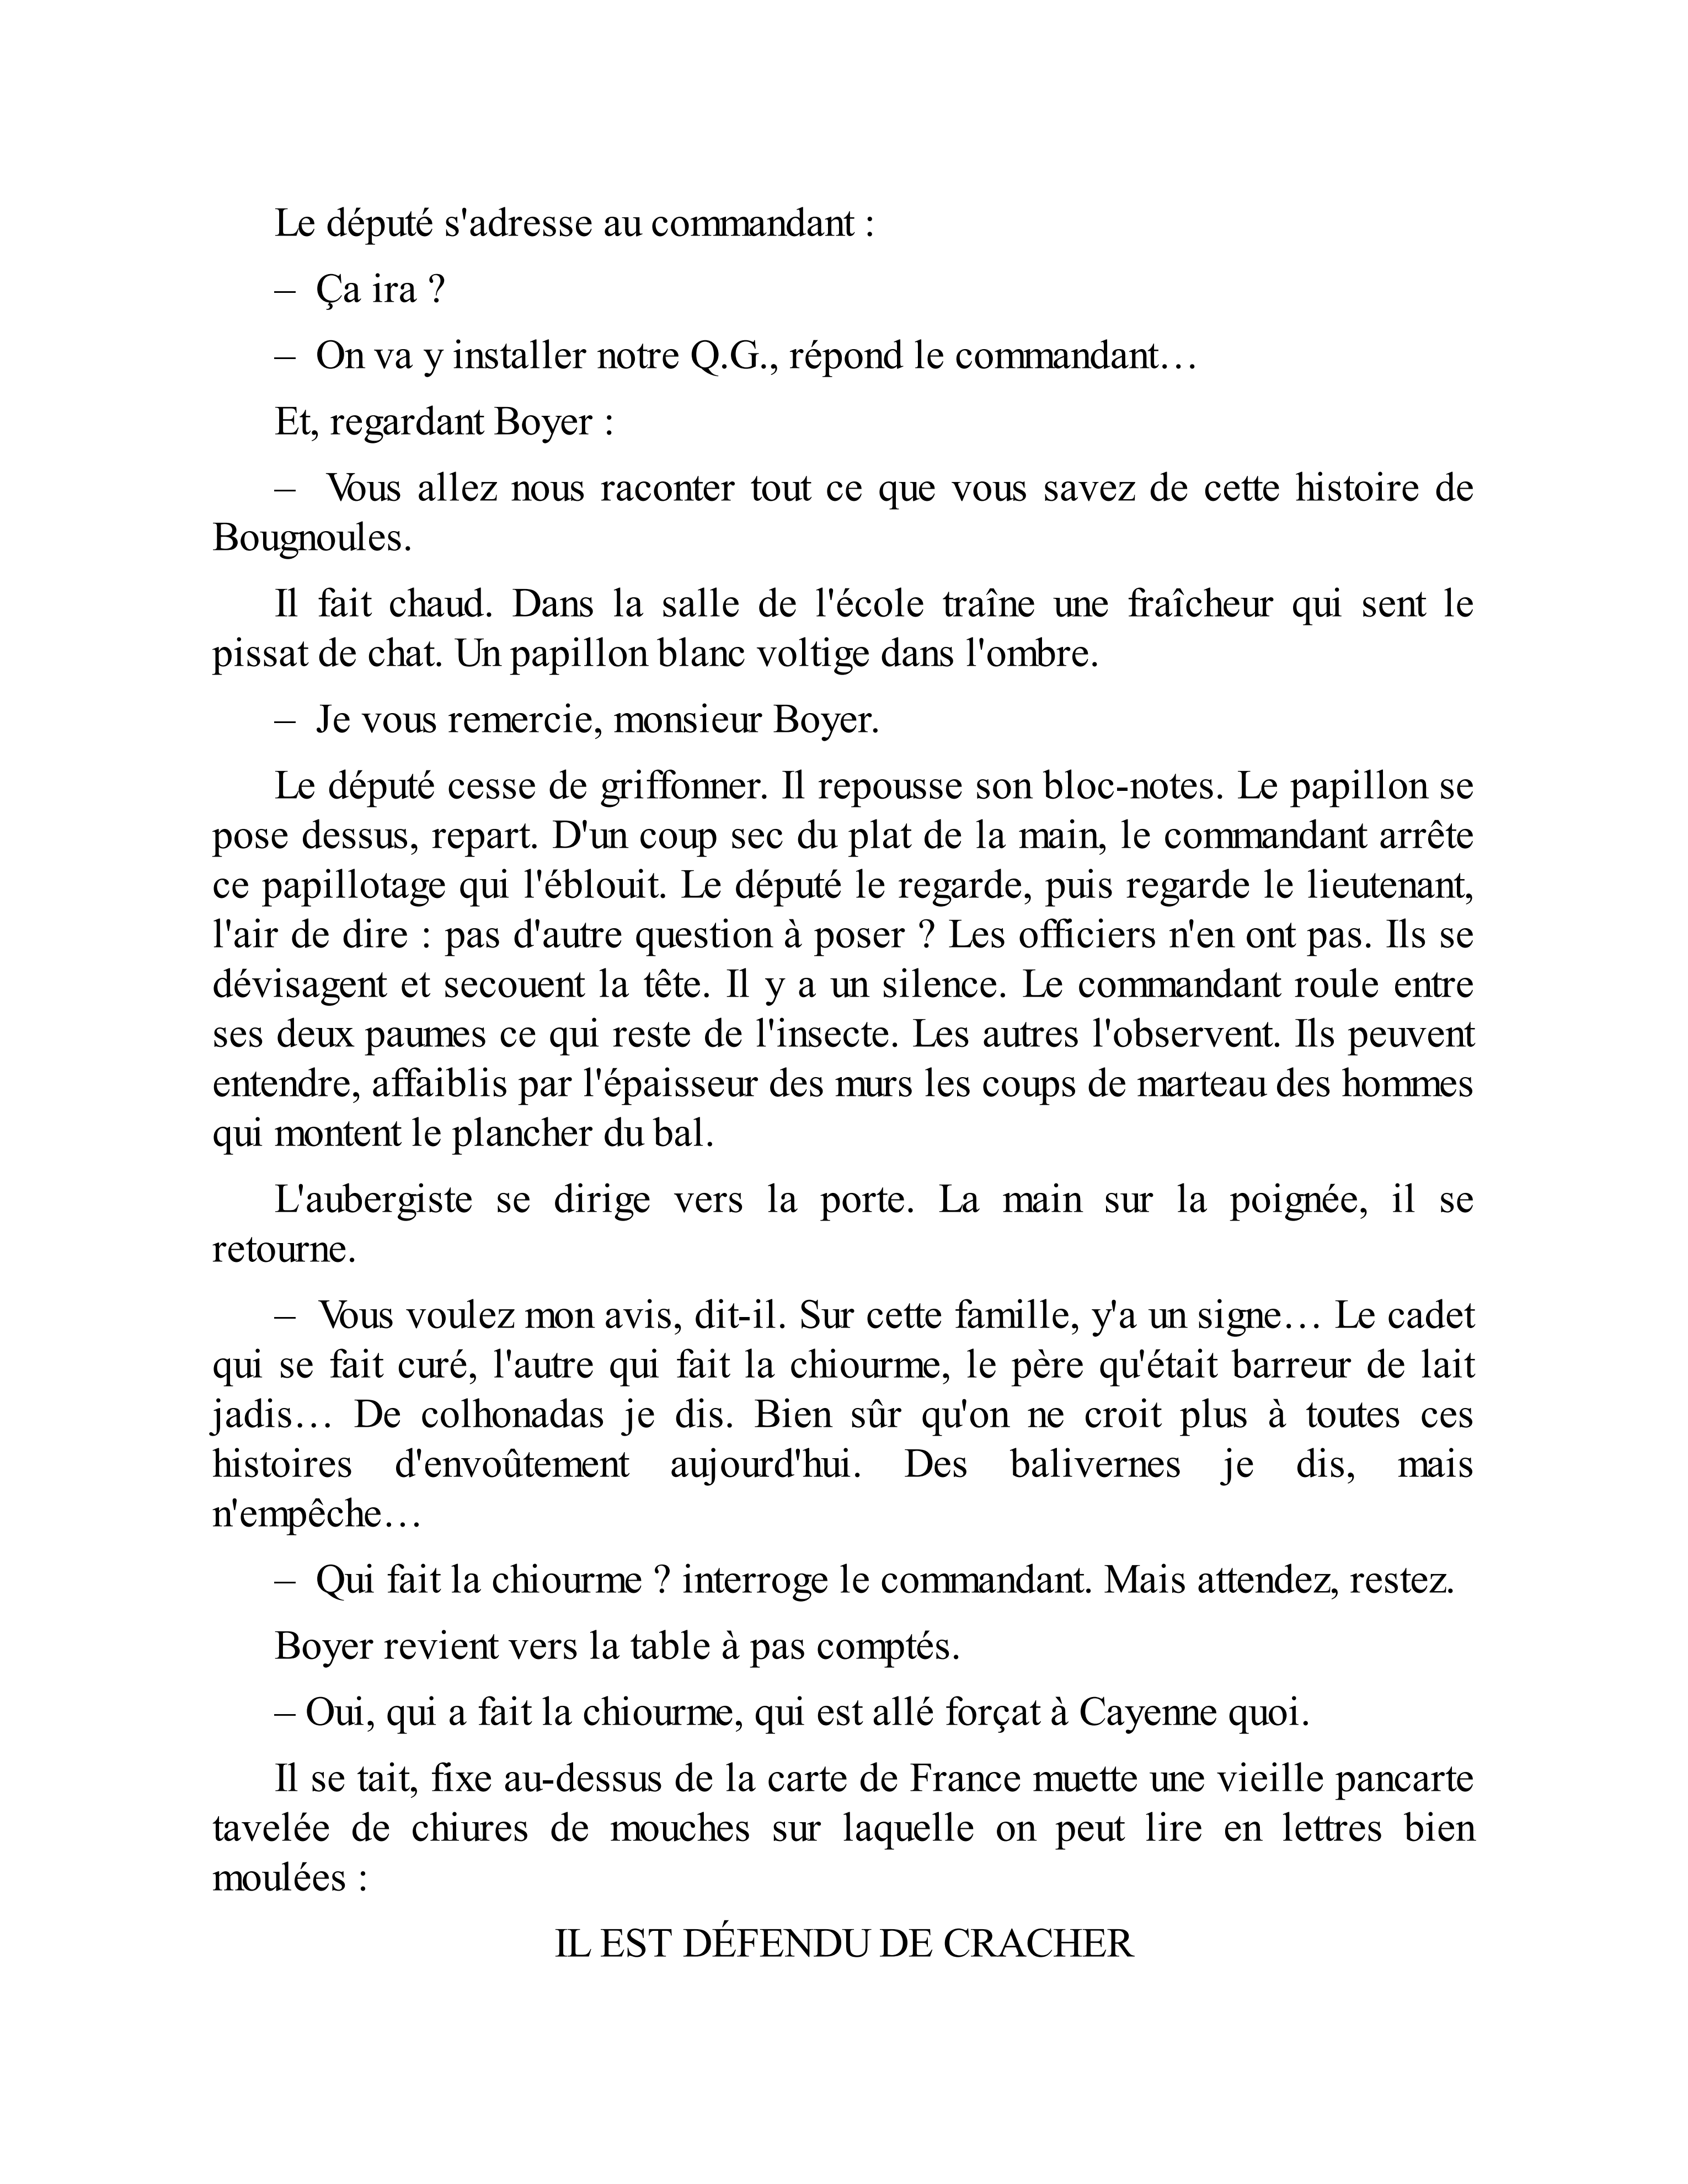 Le député s'adresse au commandant :
– Ça ira ?
– On va y installer notre Q.G., répond le commandant…
Et, regardant Boyer :
– Vous allez nous raconter tout ce que vous savez de cette histoire de
Bougnoules.
Il fait chaud. Dans la salle de l'école traîne une fraîcheur qui sent le
pissat de chat. Un papillon blanc voltige dans l'ombre.
– Je vous remercie, monsieur Boyer.
Le député cesse de griffonner. Il repousse son bloc-notes. Le papillon se
pose dessus, repart. D'un coup sec du plat de la main, le commandant arrête
ce papillotage qui l'éblouit. Le député le regarde, puis regarde le lieutenant,
l'air de dire : pas d'autre question à poser ? Les officiers n'en ont pas. Ils se
dévisagent et secouent la tête. Il y a un silence. Le commandant roule entre
ses deux paumes ce qui reste de l'insecte. Les autres l'observent. Ils peuvent
entendre, affaiblis par l'épaisseur des murs les coups de marteau des hommes
qui montent le plancher du bal.
L'aubergiste se dirige vers la porte. La main sur la poignée, il se
retourne.
– Vous voulez mon avis, dit-il. Sur cette famille, y'a un signe… Le cadet
qui se fait curé, l'autre qui fait la chiourme, le père qu'était barreur de lait
jadis… De colhonadas je dis. Bien sûr qu'on ne croit plus à toutes ces
histoires d'envoûtement aujourd'hui. Des balivernes je dis, mais
n'empêche…
– Qui fait la chiourme ? interroge le commandant. Mais attendez, restez.
Boyer revient vers la table à pas comptés.
– Oui, qui a fait la chiourme, qui est allé forçat à Cayenne quoi.
Il se tait, fixe au-dessus de la carte de France muette une vieille pancarte
tavelée de chiures de mouches sur laquelle on peut lire en lettres bien
moulées :
IL EST DÉFENDU DE CRACHER